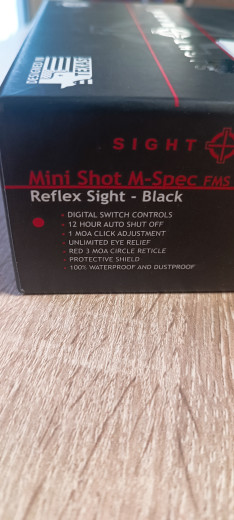 DESIGNED IN
TEXAS
SIGHT
Mini Shot M-Spec FMS
Reflex Sight - Black
- DIGITAL SWITCH CONTROLS
- 12 HOUR AUTO SHUT OFF
- 1 MOA CLICK ADJUSTMENT
- UNLIMITED EYE RELIEF
- RED 3 MOA CIRCLE RETICLE
- PROTECTIVE SHIELD
- 100% WATERPROOF AND DUSTPROOF